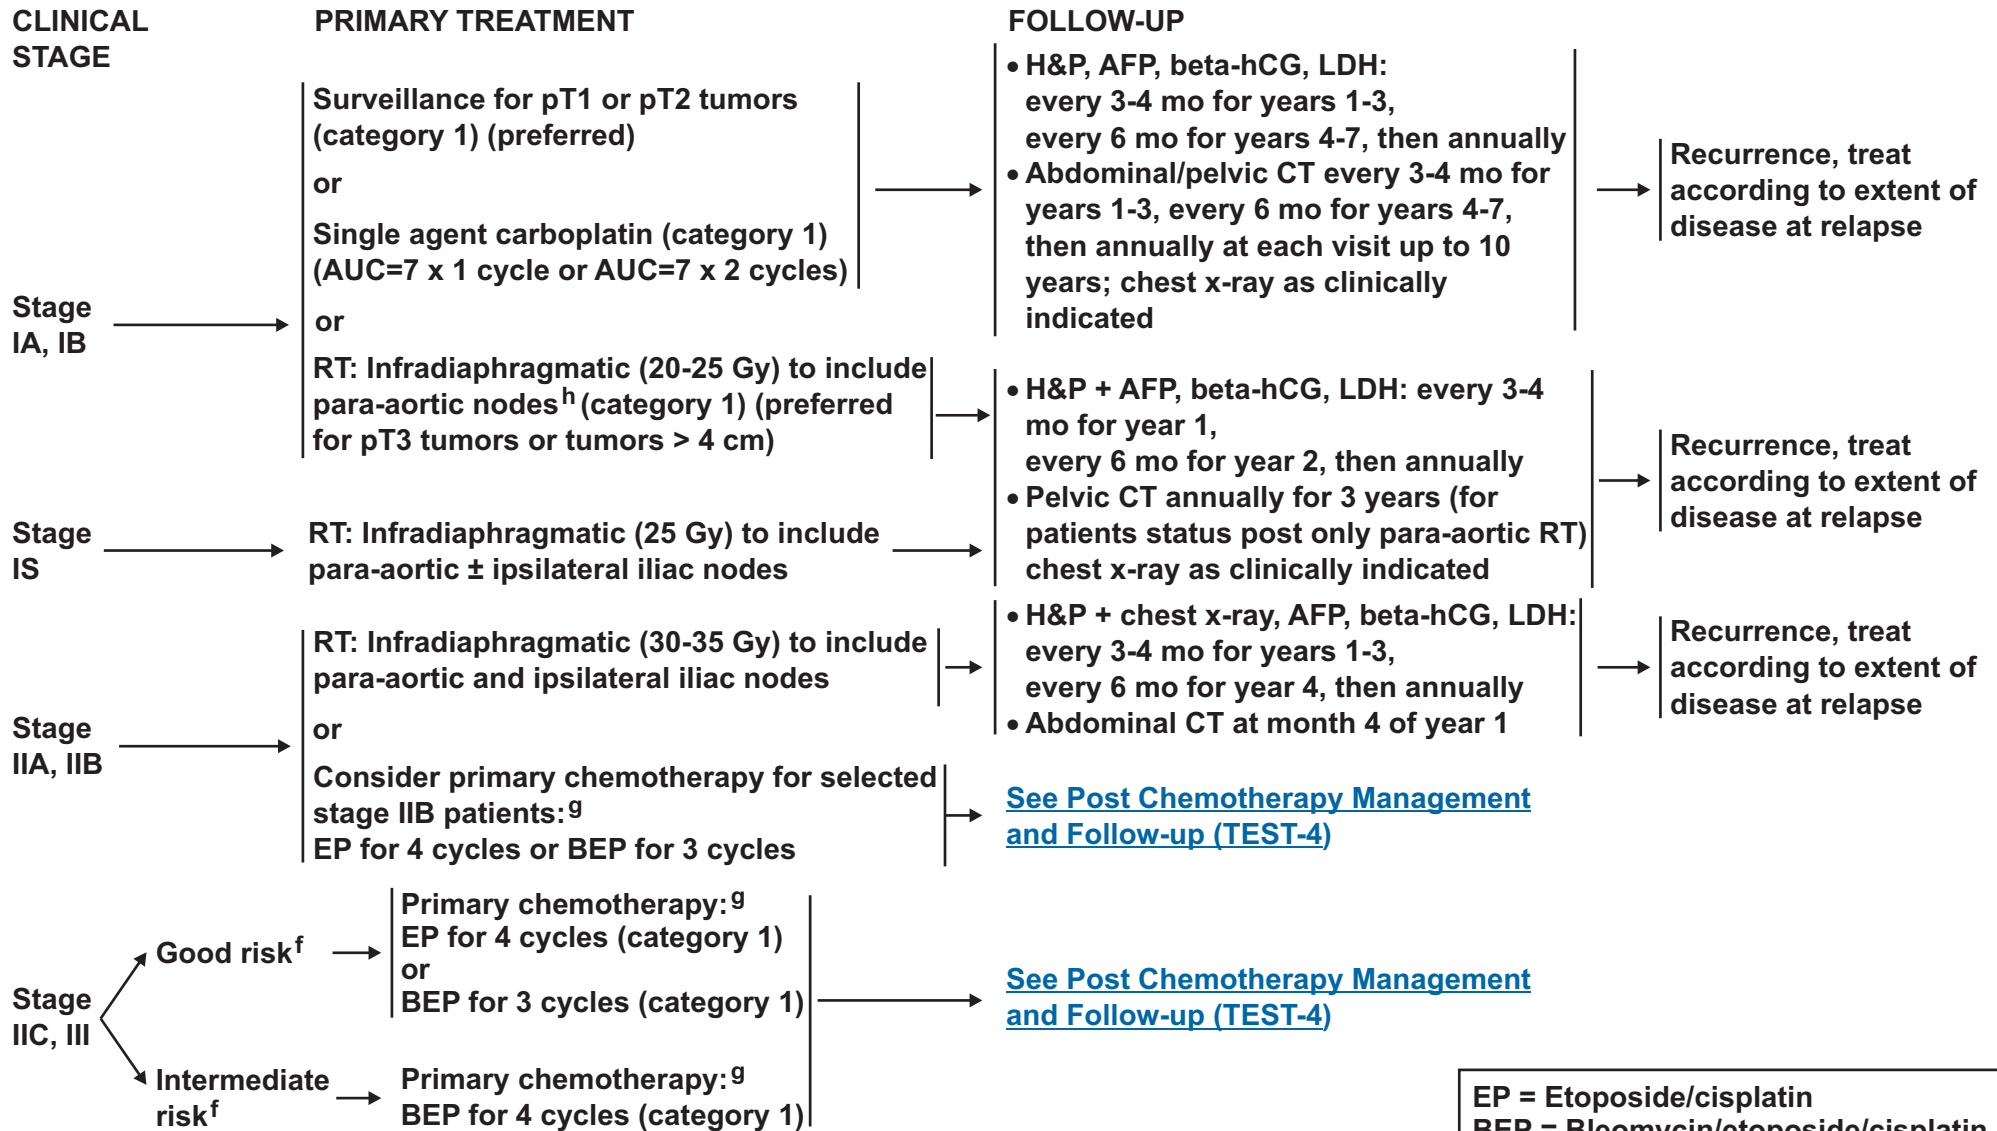 CLINICAL
STAGE
PRIMARY TREATMENT
FOLLOW-UP
Stage
IA, IB
Surveillance for pT1 or pT2 tumors
(category 1) (preferred)
or
Single agent carboplatin (category 1)
(AUC=7 x 1 cycle or AUC=7 x 2 cycles)
or
RT: Infradiaphragmatic (20-25 Gy) to include
para-aortic nodes h (category 1) (preferred
for pT3 tumors or tumors > 4 cm)
• H&P, AFP, beta-hCG, LDH:
every 3-4 mo for years 1-3,
every 6 mo for years 4-7, then annually
• Abdominal/pelvic CT every 3-4 mo for
years 1-3, every 6 mo for years 4-7,
then annually at each visit up to 10
years; chest x-ray as clinically
indicated
Recurrence, treat
according to extent of
disease at relapse
• H&P + AFP, beta-hCG, LDH: every 3-4
mo for year 1,
every 6 mo for year 2, then annually
• Pelvic CT annually for 3 years (for
patients status post only para-aortic RT)
chest x-ray as clinically indicated
Recurrence, treat
according to extent of
disease at relapse
Stage
IS
RT: Infradiaphragmatic (25 Gy) to include
para-aortic ± ipsilateral iliac nodes
Stage
IIA, IIB
RT: Infradiaphragmatic (30-35 Gy) to include
para-aortic and ipsilateral iliac nodes
or
Consider primary chemotherapy for selected
stage IIB patients: g
EP for 4 cycles or BEP for 3 cycles
• H&P + chest x-ray, AFP, beta-hCG, LDH:
every 3-4 mo for years 1-3,
every 6 mo for year 4, then annually
• Abdominal CT at month 4 of year 1
Recurrence, treat
according to extent of
disease at relapse
See Post Chemotherapy Management
and Follow-up (TEST-4)
Stage
IIC, III
Good risk f
Primary chemotherapy: g
EP for 4 cycles (category 1)
or
BEP for 3 cycles (category 1)
Intermediate
risk f
Primary chemotherapy: g
BEP for 4 cycles (category 1)
See Post Chemotherapy Management
and Follow-up (TEST-4)
EP = Etoposide/cisplatin
BEP = Bleomycin/etoposide/cisplatin